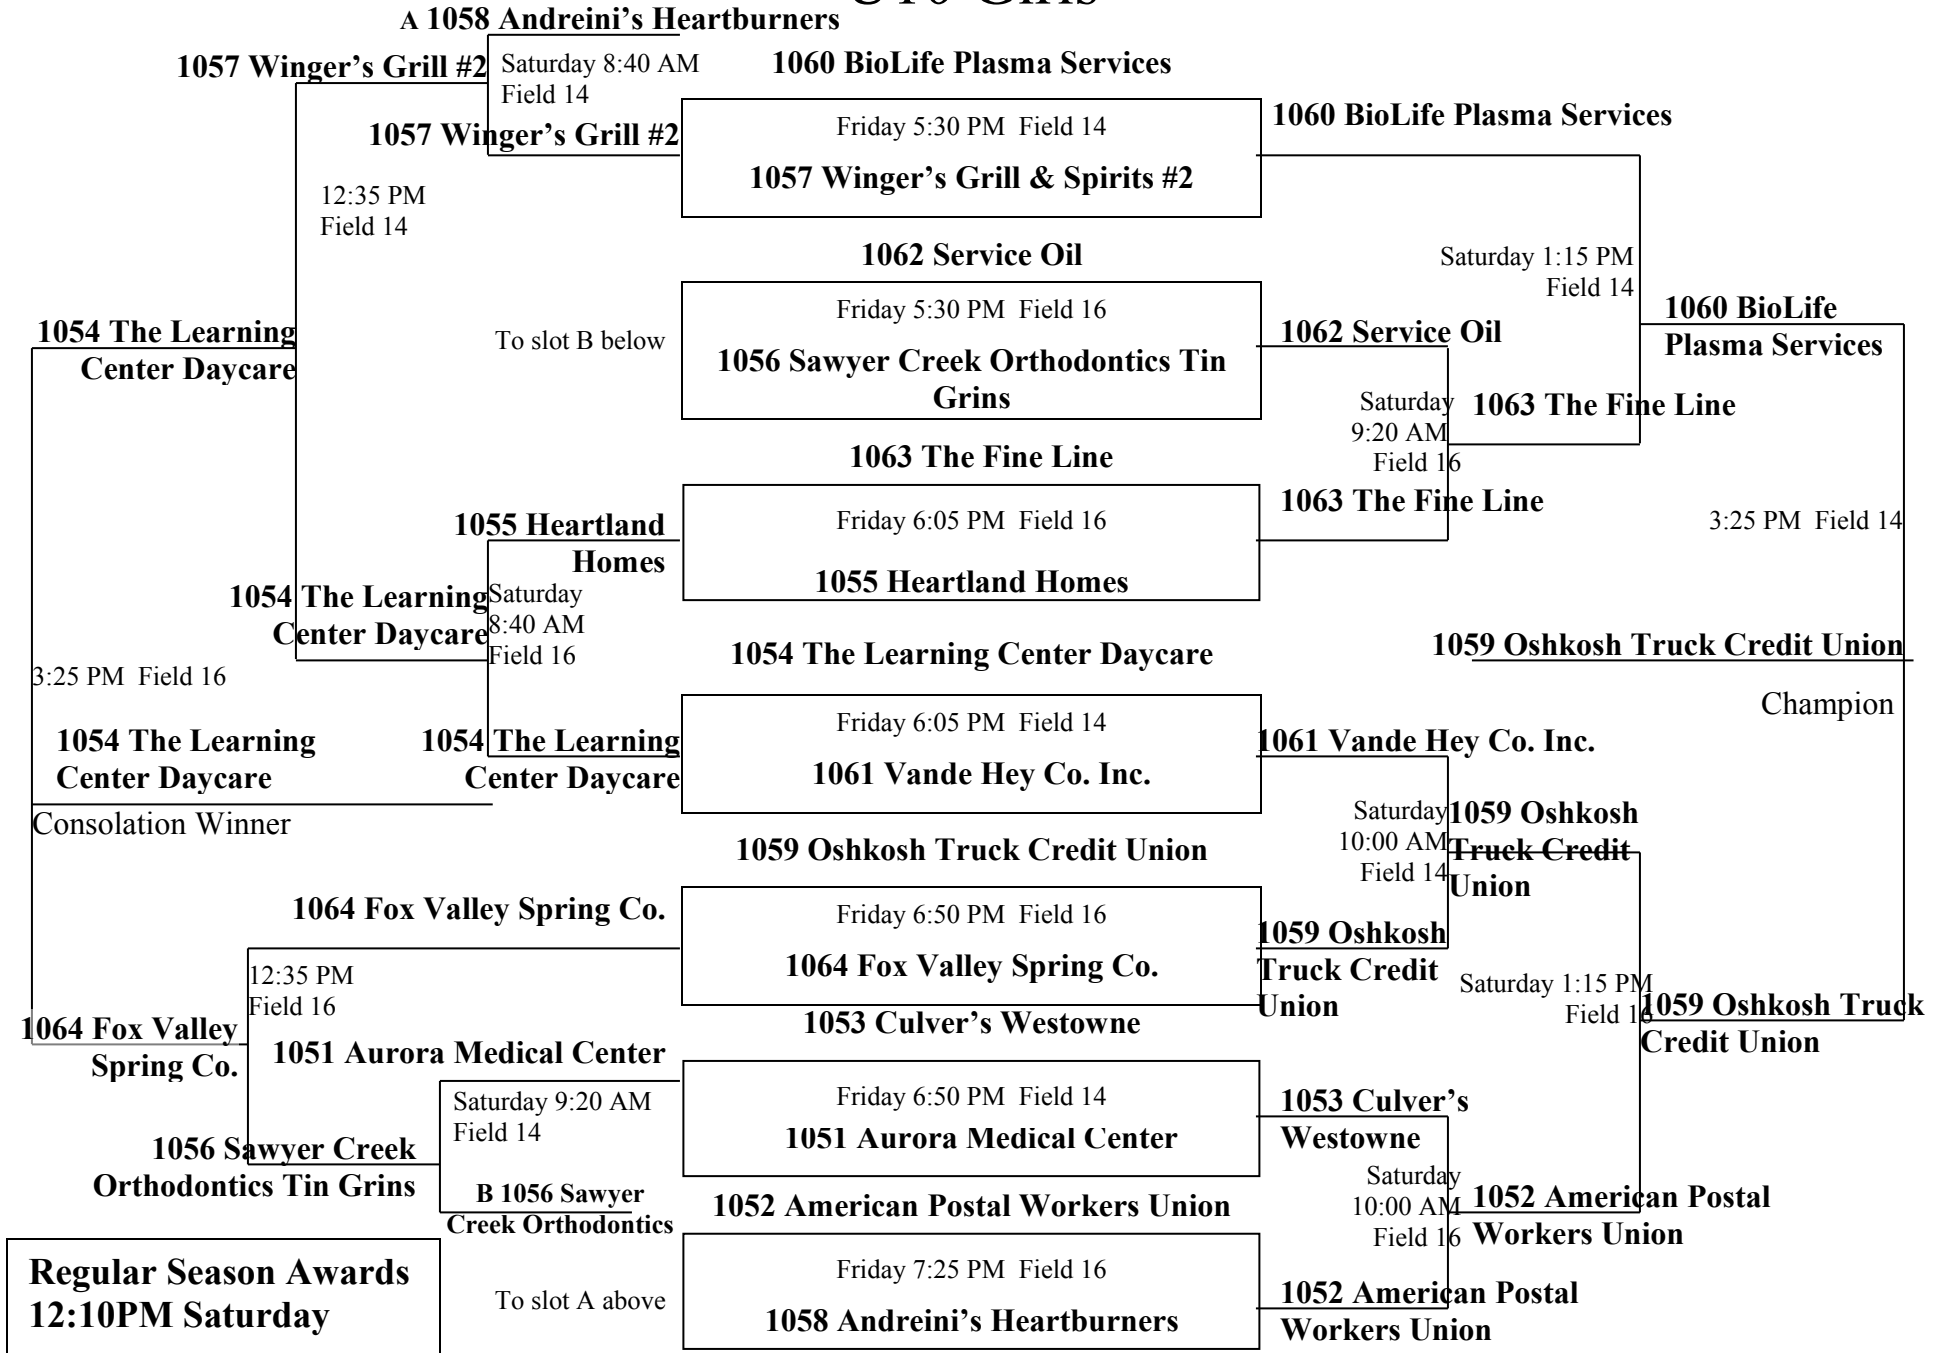 U10 Girls
A 1058 Andreini’s Heartburners
1057 Winger’s Grill #2
Saturday 8:40 AM
Field 14
1057 Winger’s Grill #2
12:35 PM
Field 14
1054 The Learning
Center Daycare
To slot B below
1055 Heartland
Homes
1054 The Learning
Center Daycare
Saturday
8:40 AM
Field 16
3:25 PM Field 16
1054 The Learning
Center Daycare
1054 The Learning
Center Daycare
Consolation Winner
1064 Fox Valley Spring Co.
12:35 PM
Field 16
1064 Fox Valley
Spring Co.
1051 Aurora Medical Center
Saturday 9:20 AM
Field 14
1056 Sawyer Creek
Orthodontics Tin Grins
B 1056 Sawyer
Creek Orthodontics
Regular Season Awards
12:10PM Saturday
To slot A above
1060 BioLife Plasma Services
Friday 5:30 PM Field 14
1057 Winger’s Grill & Spirits #2
1062 Service Oil
Friday 5:30 PM Field 16
1056 Sawyer Creek Orthodontics Tin
Grins
1063 The Fine Line
Friday 6:05 PM Field 16
1055 Heartland Homes
1054 The Learning Center Daycare
Friday 6:05 PM Field 14
1061 Vande Hey Co. Inc.
1059 Oshkosh Truck Credit Union
Friday 6:50 PM Field 16
1064 Fox Valley Spring Co.
1053 Culver’s Westowne
Friday 6:50 PM Field 14
1051 Aurora Medical Center
1052 American Postal Workers Union
Friday 7:25 PM Field 16
1058 Andreini’s Heartburners
1060 BioLife Plasma Services
Saturday 1:15 PM
Field 14
1062 Service Oil
1060 BioLife
Plasma Services
Saturday
9:20 AM
Field 16
1063 The Fine Line
1063 The Fine Line
3:25 PM Field 14
1059 Oshkosh Truck Credit Union
Champion
1061 Vande Hey Co. Inc.
Saturday
10:00 AM
Field 14
1059 Oshkosh
Truck Credit
Union
1059 Oshkosh
Truck Credit
Union
Saturday 1:15 PM
Field 16
1059 Oshkosh Truck
Credit Union
1053 Culver’s
Westowne
Saturday
10:00 AM
Field 16
1052 American Postal
Workers Union
1052 American Postal
Workers Union